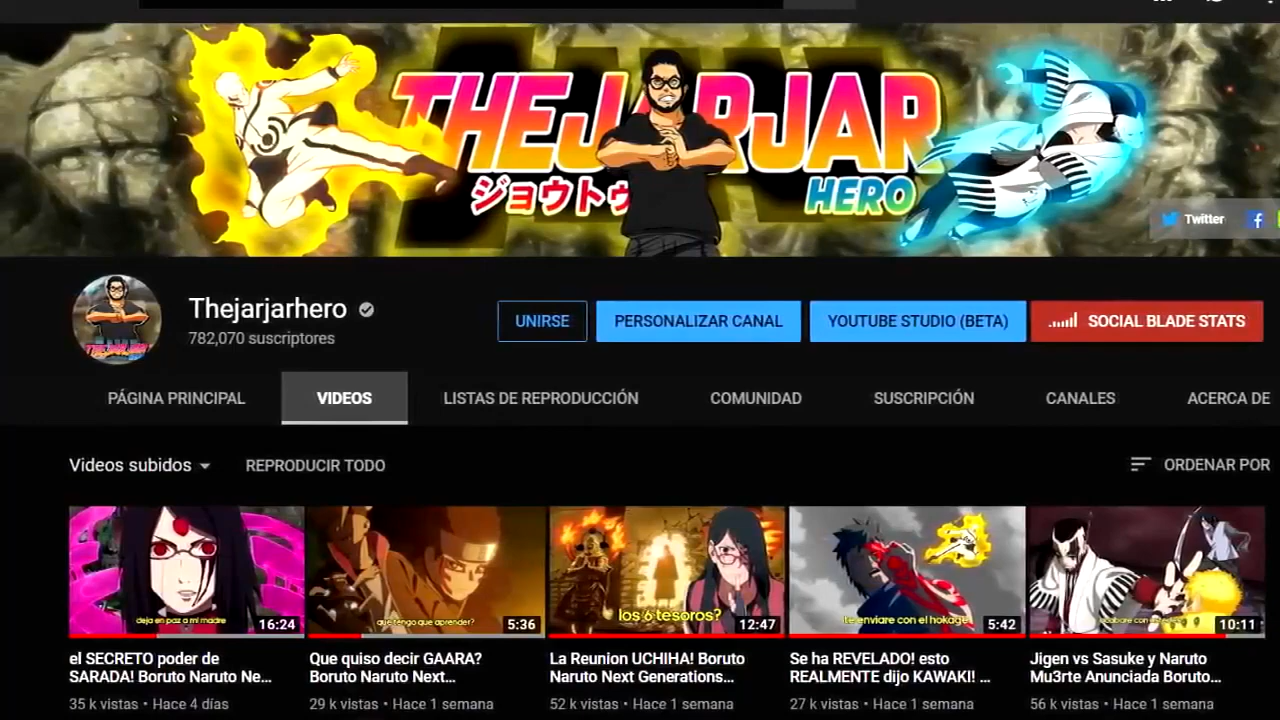 THEJARJAR
ジョウトゥ
HERO
Twitter
Thejarjarhero
782,070 suscriptores
UNIRSE
PERSONALIZAR CANAL
YOUTUBE STUDIO (BETA)
SOCIAL BLADE STATS
PÁGINA PRINCIPAL
VIDEOS
LISTAS DE REPRODUCCIÓN
COMUNIDAD
SUSCRIPCIÓN
CANALES
ACERCA DE
Videos subidos
REPRODUCIR TODO
ORDENAR POR
deja en paz a mi madre
16:24
que tengo que aprender?
5:36
los 6 tesoros?
12:47
te enviare con el hokage
5:42
10:11
el SECRETO poder de
SARADA! Boruto Naruto Ne...
35 k vistas • Hace 4 días
Que quiso decir GAARA?
Boruto Naruto Next...
29 k vistas • Hace 1 semana
La Reunion UCHIHA! Boruto
Naruto Next Generations...
52 k vistas • Hace 1 semana
Se ha REVELADO! esto
REALMENTE dijo KAWAKI! ...
27 k vistas • Hace 1 semana
Jigen vs Sasuke y Naruto
Mu3rte Anunciada Boruto...
56 k vistas • Hace 1 semana